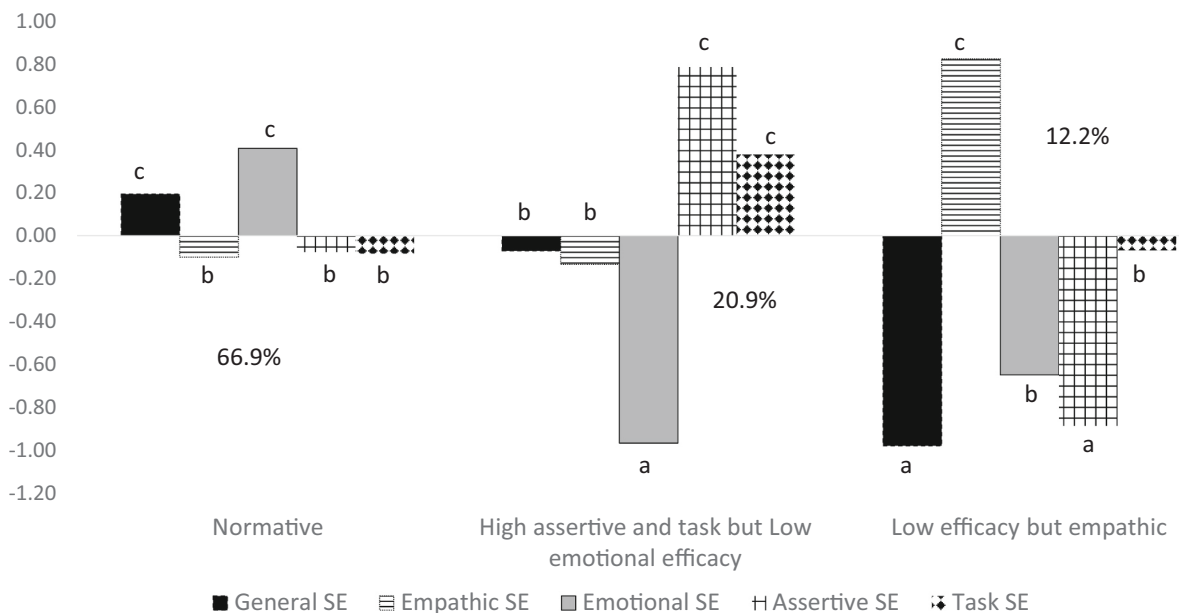 1.00
0.80
0.60
0.40
0.20
0.00
-0.20
-0.40
-0.60
-0.80
-1.00
-1.20
c
b
c
b
b
66.9%
b
b
a
c
c
20.9%
a
c
b
a
b
12.2%
Normative
High assertive and task but Low
emotional efficacy
Low efficacy but empathic
General SE
Empathic SE
Emotional SE
Assertive SE
Task SE